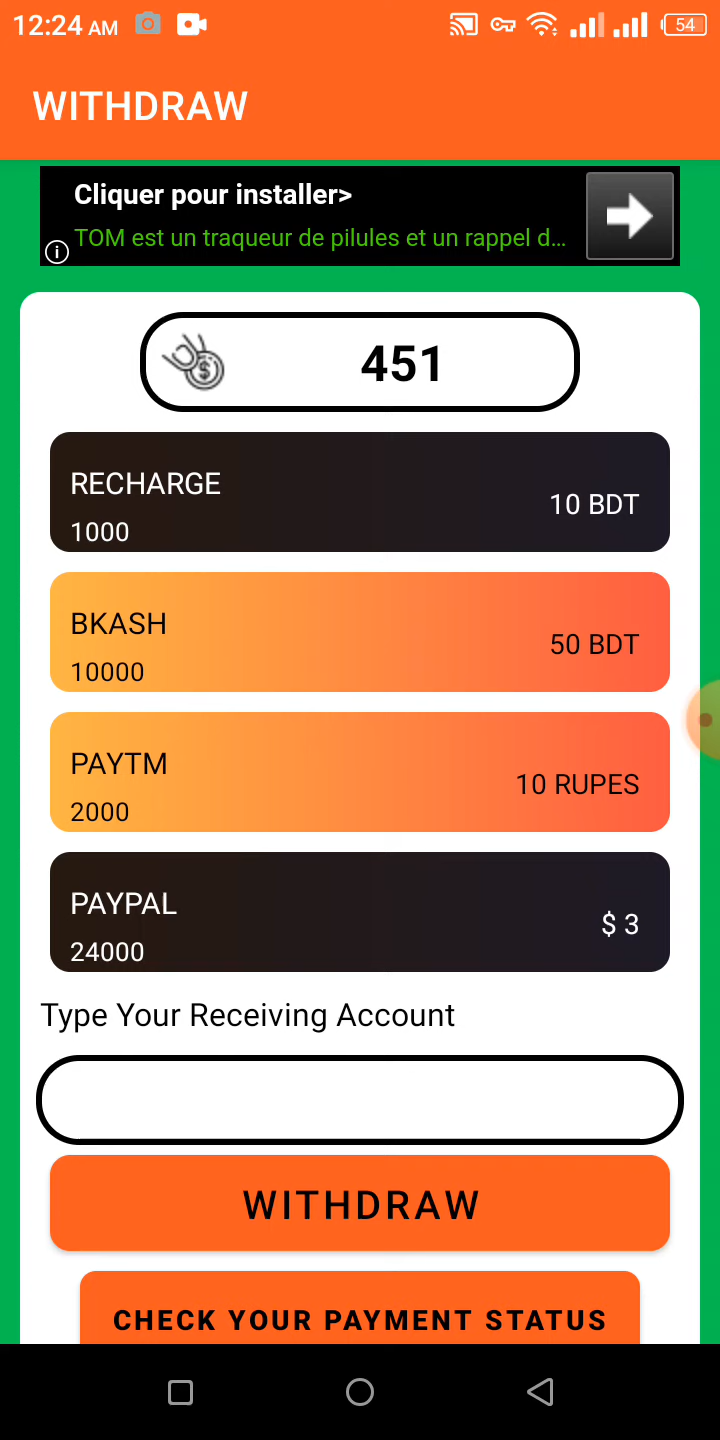 12:24 AM
54
WITHDRAW
Cliquer pour installer>
TOM est un traqueur de pilules et un rappel d...
451
RECHARGE
10 BDT
1000
BKASH
50 BDT
10000
PAYTM
10 RUPES
2000
PAYPAL
$ 3
24000
Type Your Receiving Account
WITHDRAW
CHECK YOUR PAYMENT STATUS